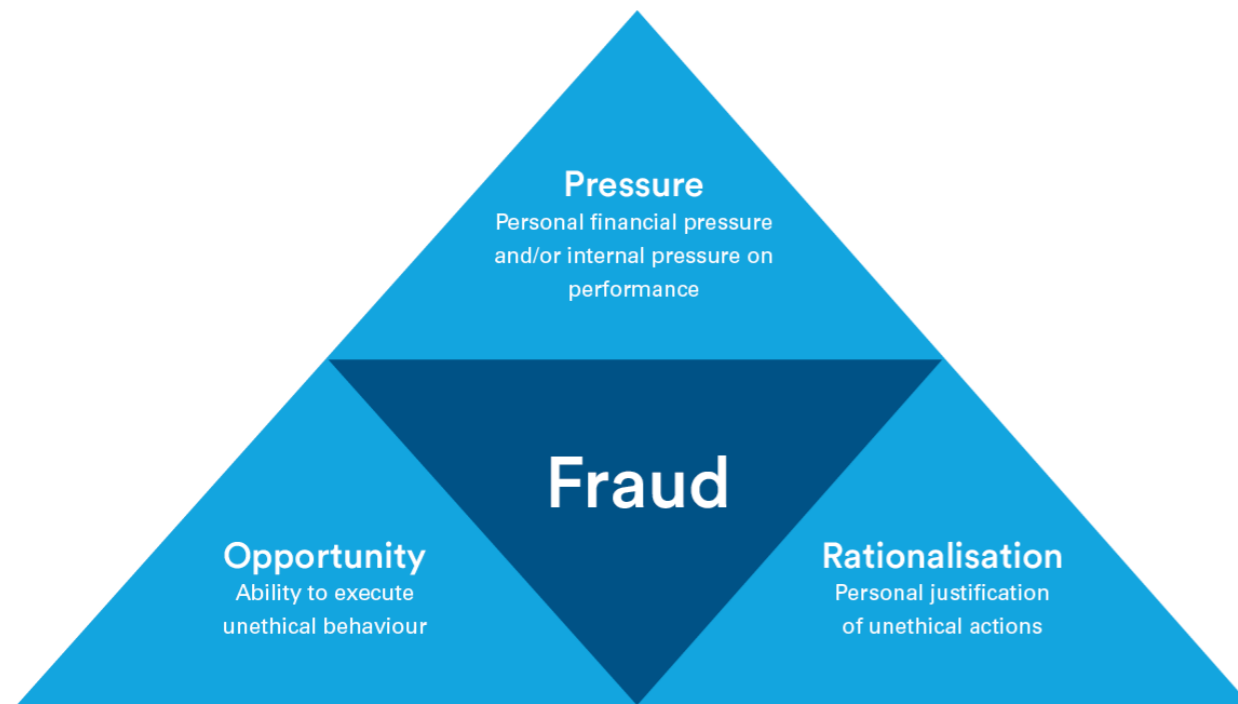 Pressure
Personal financial pressure
and/or internal pressure on
performance
Fraud
Opportunity
Ability to execute
unethical behaviour
Rationalisation
Personal justification
of unethical actions